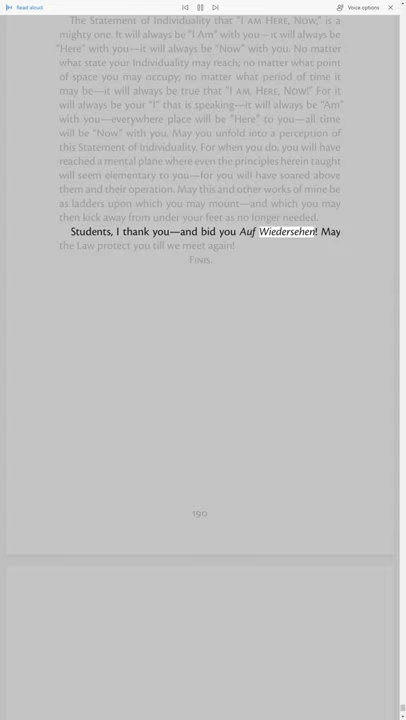 Read aloud
Voice options
The Statement of Individuality that “I AM HERE, NOW,” is a
mighty one. It will always be “I Am” with you—it will always be
“Here” with you—it will always be “Now” with you. No matter
what state your Individuality may reach; no matter what point
of space you may occupy; no matter what period of time it
may be—it will always be true that “I AM, HERE, NOW!” For it
will always be your “I” that is speaking—it will always be “Am”
with you—everywhere place will be “Here” to you—all time
will be “Now” with you. May you unfold into a perception of
this Statement of Individuality. For when you do, you will have
reached a mental plane where even the principles herein taught
will seem elementary to you—for you will have soared above
them and their operation. May this and other works of mine be
as ladders upon which you may mount—and which you may
then kick away from under your feet as no longer needed.
Students, I thank you—and bid you Auf Wiedersehen! May
the Law protect you till we meet again!
FINIS.
190